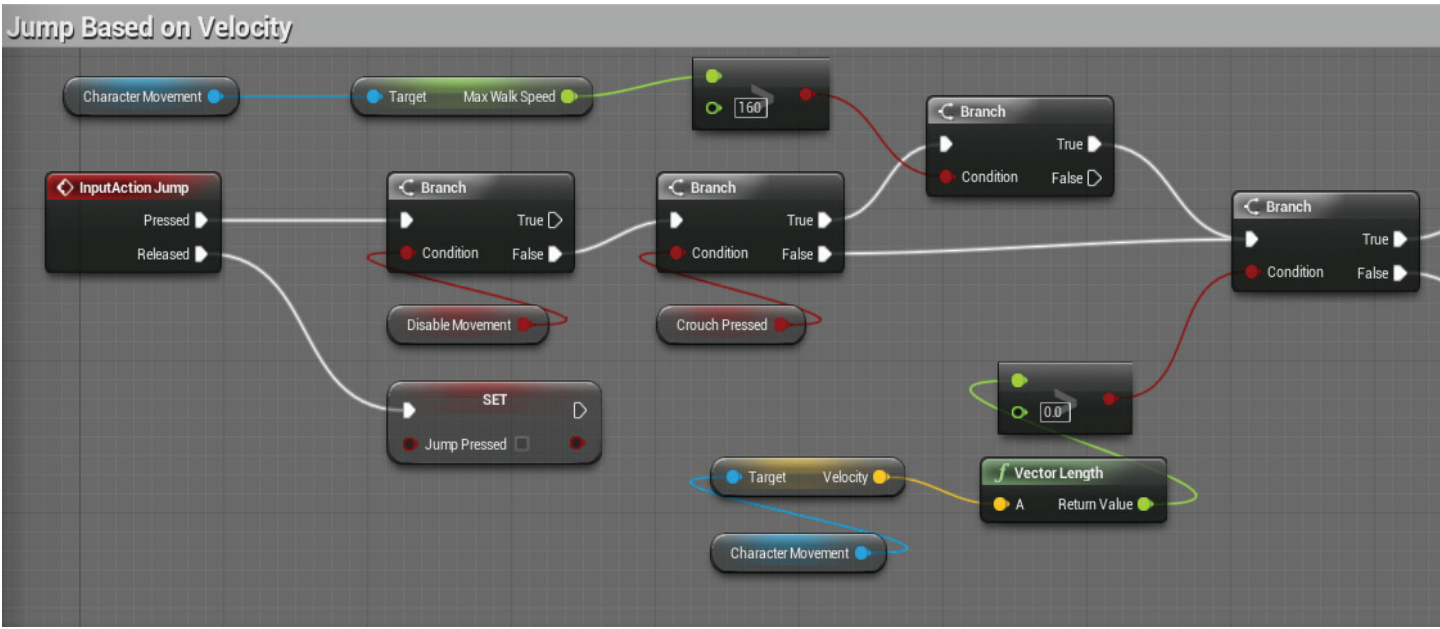 Jump Based on Velocity
Character Movement
Target Max Walk Speed
>
160
Branch
True
Condition False
InputAction Jump
Pressed
Released
Branch
True
Condition False
Disable Movement
Branch
True
Condition False
Crouch Pressed
Branch
True
Condition False
SET
Jump Pressed
>
0.0
Target Velocity
Vector Length
A Return Value
Character Movement